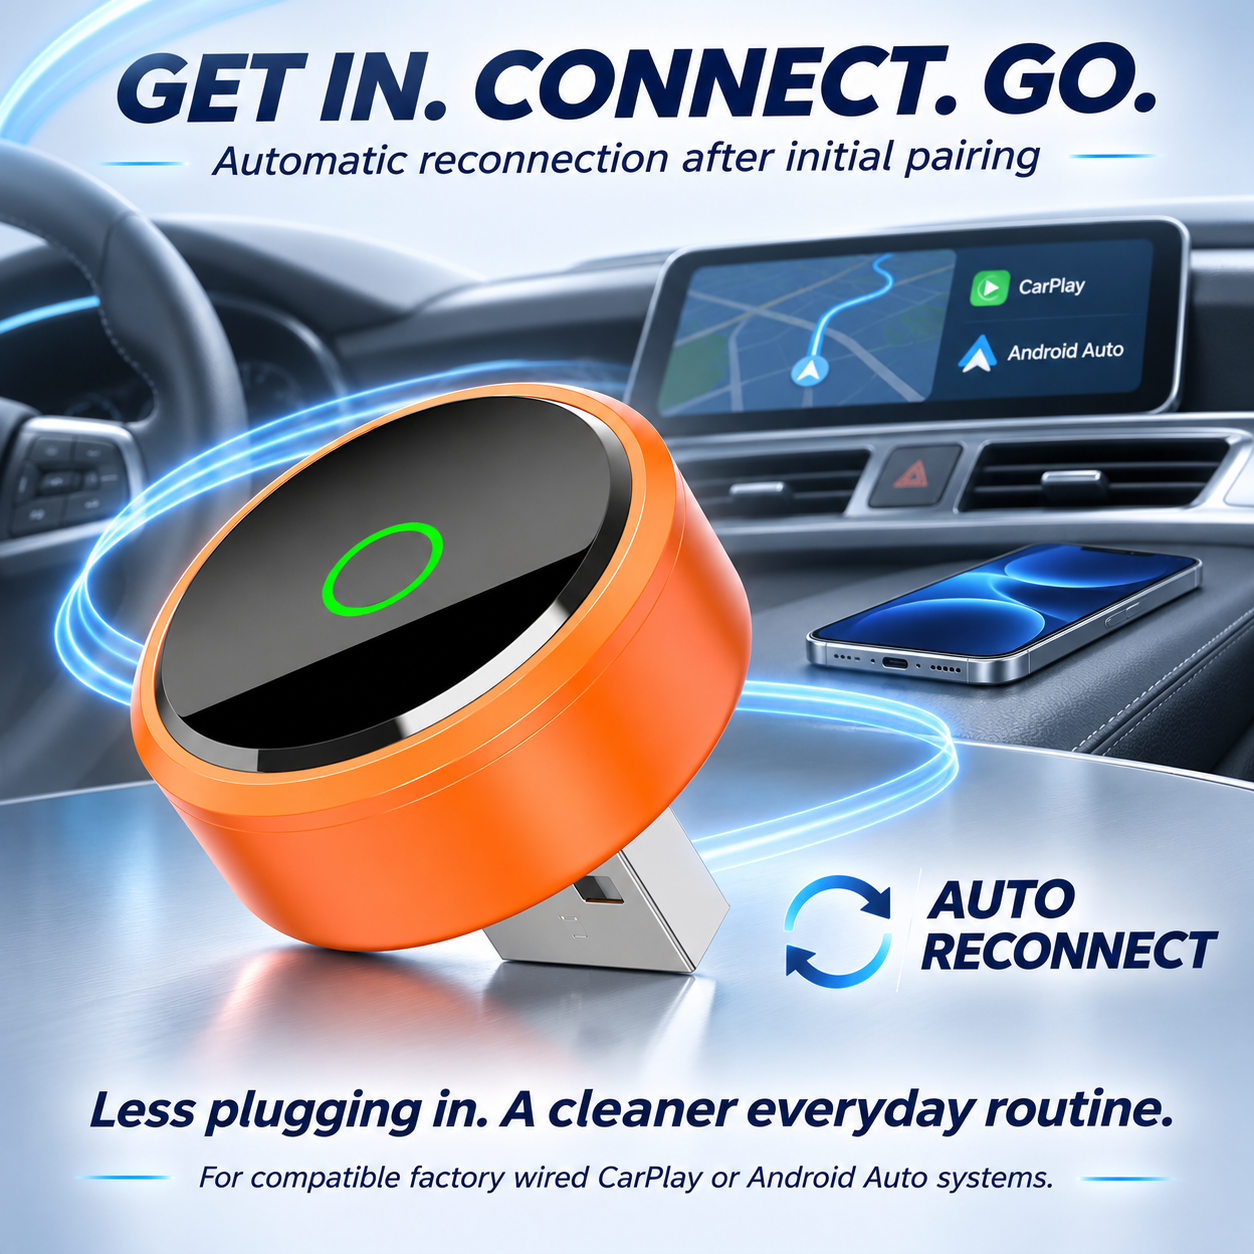 GET IN. CONNECT. GO.
Automatic reconnection after initial pairing
CarPlay
Android Auto
AUTO
RECONNECT
Less plugging in. A cleaner everyday routine.
For compatible factory wired CarPlay or Android Auto systems.